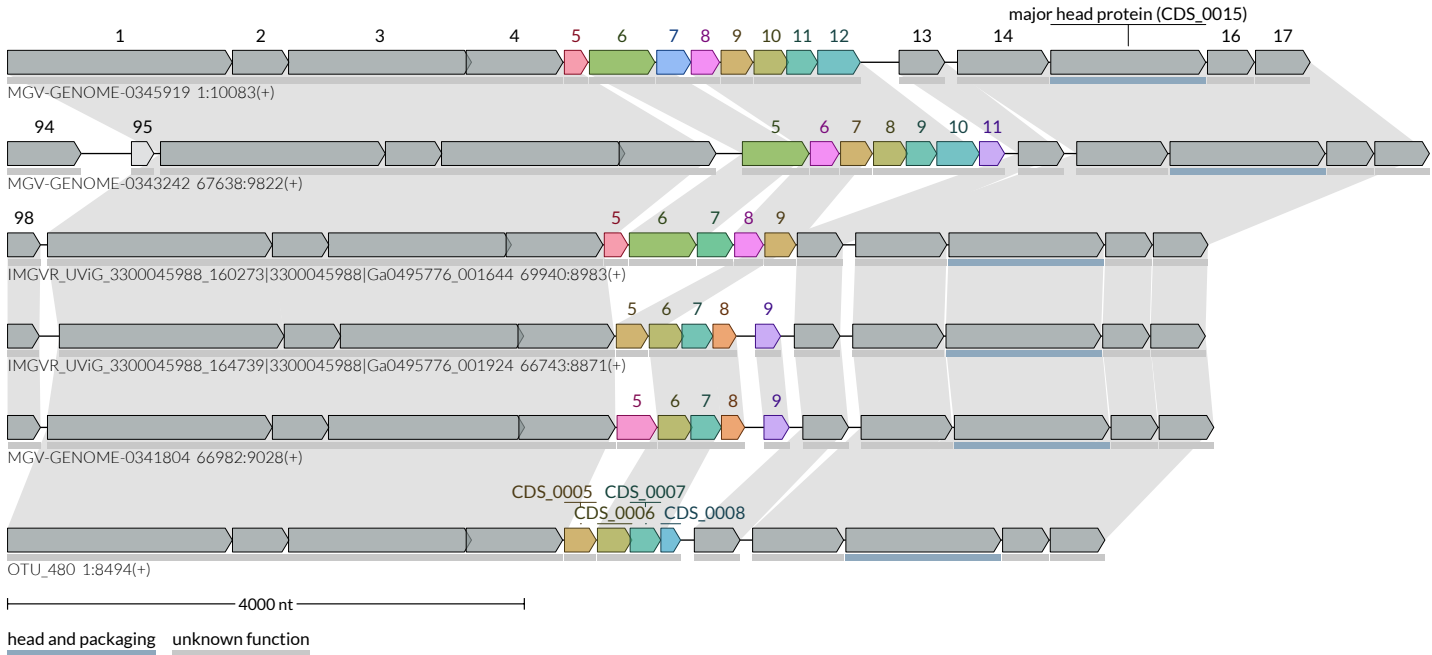 major head protein (CDS_0015)
1 2 3 4 5 6 7 8 9 10 11 12 13 14 16 17
MGV-GENOME-0345919 1:10083(+)
94 95 5 6 7 8 9 10 11
MGV-GENOME-0343242 67638:9822(+)
98 5 6 7 8 9
IMGVR_UViG_3300045988_160273|3300045988|Ga0495776_001644 69940:8983(+)
5 6 7 8 9
IMGVR_UViG_3300045988_164739|3300045988|Ga0495776_001924 66743:8871(+)
5 6 7 8 9
MGV-GENOME-0341804 66982:9028(+)
CDS_0005 CDS_0007
CDS_0006 CDS_0008
OTU_480 1:8494(+)
4000 nt
head and packaging unknown function